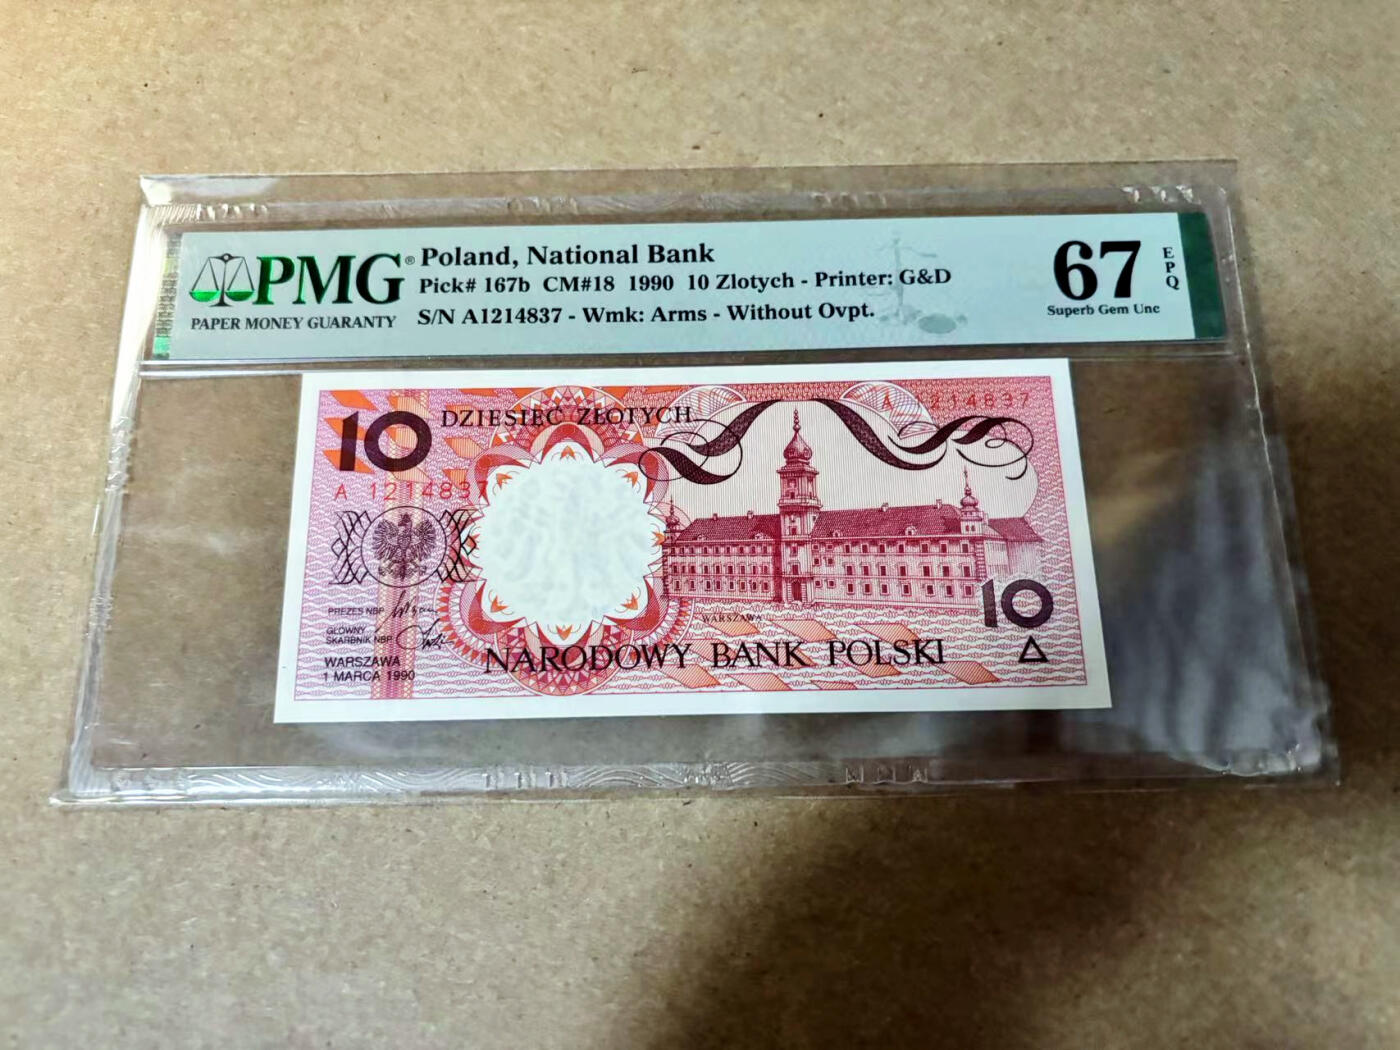 PMG®
PAPER MONEY GUARANTY
Poland, National Bank
Pick# 167b CM#18 1990 10 Zlotych - Printer: G&D
S/N A1214837 - Wmk: Arms - Without Ovpt.
67
EPQ
Superb Gem Unc
10
DZIESIĘĆ ZŁOTYCH
A 1214837
A 1214837
PREZES NBP
GŁÓWNY
SKARBNIK NBP
WARSZAWA
1 MARCA 1990
WARSZAWA
10
NARODOWY BANK POLSKI